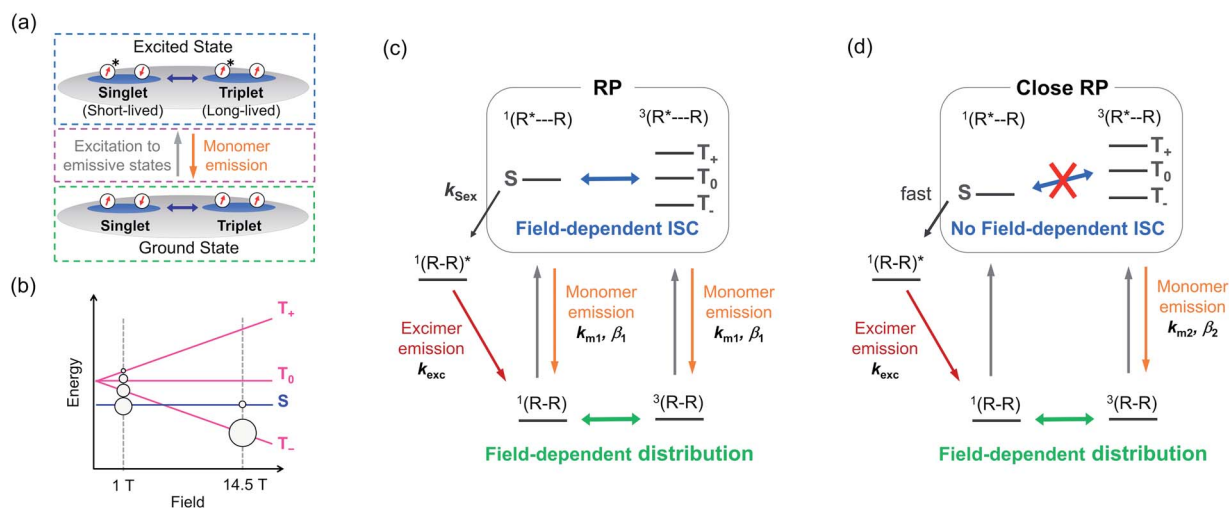 (a)
Excited State
*
*
Singlet
Triplet
(Short-lived)
(Long-lived)
Excitation to
emissive states
Monomer
emission
Singlet
Triplet
Ground State
(b)
Energy
T+
T0
S
T-
1 T
14.5 T
Field
(c)
RP
1(R*---R)
3(R*---R)
T+
S
T0
T-
kSex
Field-dependent ISC
1(R-R)*
Monomer
emission
km1, β1
Monomer
emission
km1, β1
Excimer
emission
kexc
1(R-R)
3(R-R)
Field-dependent distribution
(d)
Close RP
1(R*--R)
3(R*--R)
T+
S
T0
T-
fast
No Field-dependent ISC
1(R-R)*
Monomer
emission
km2, β2
Excimer
emission
kexc
1(R-R)
3(R-R)
Field-dependent distribution